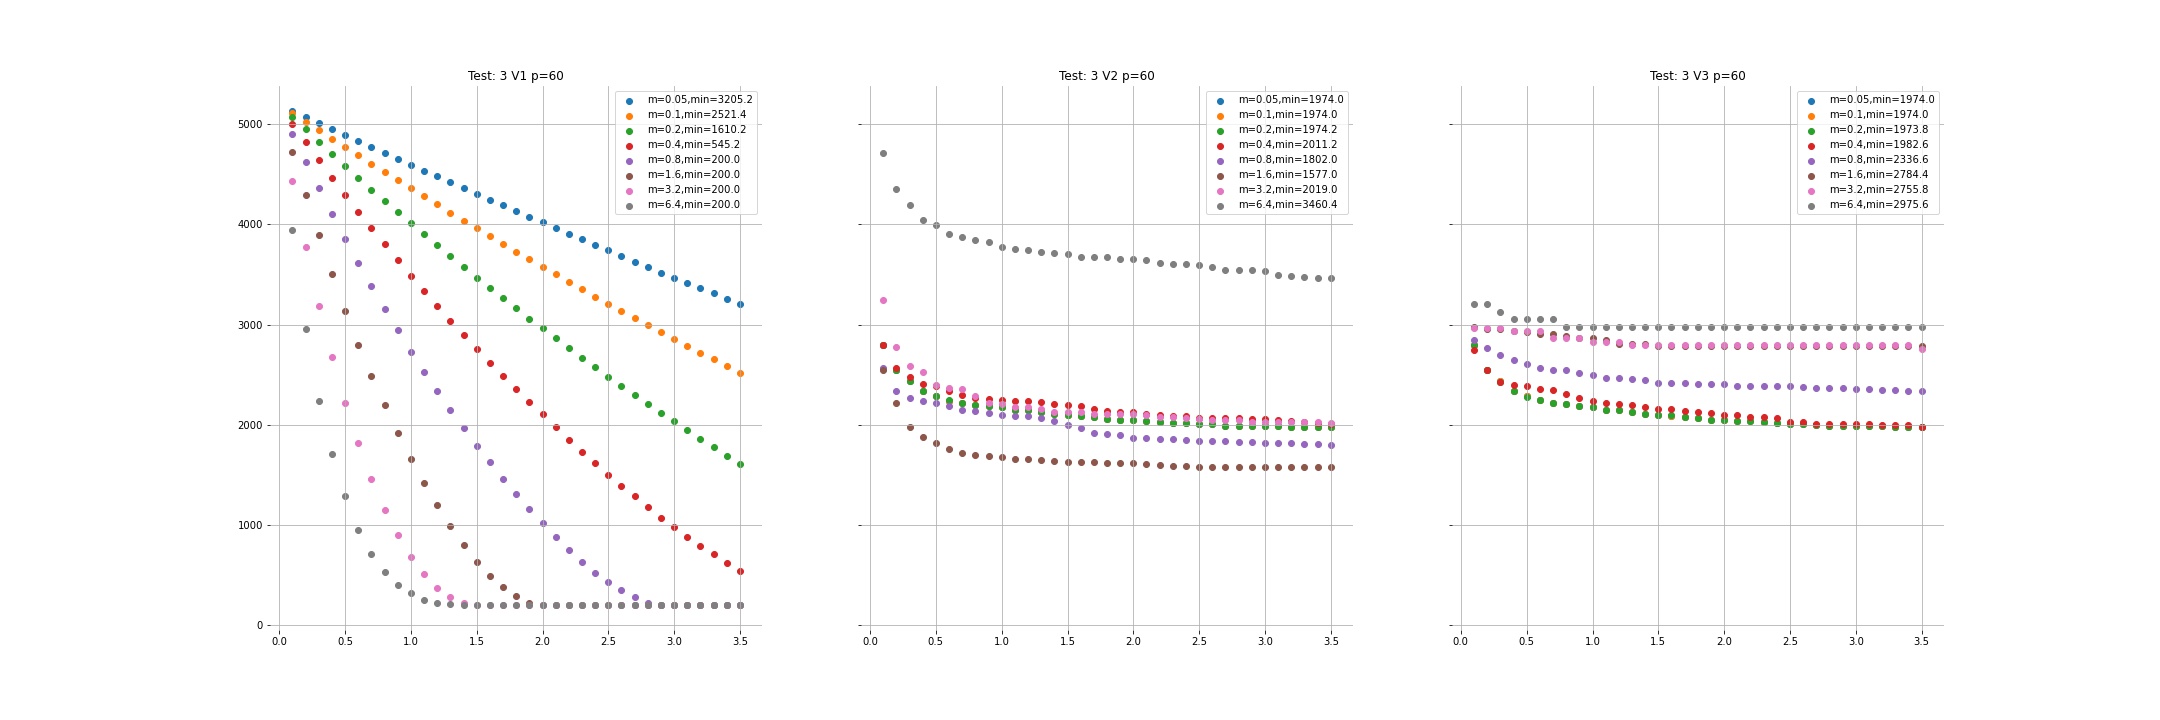 Test: 3 V1 p=60
m=0.05,min=3205.2
m=0.1,min=2521.4
m=0.2,min=1610.2
m=0.4,min=545.2
m=0.8,min=200.0
m=1.6,min=200.0
m=3.2,min=200.0
m=6.4,min=200.0
5000
4000
3000
2000
1000
0
0.0 0.5 1.0 1.5 2.0 2.5 3.0 3.5
Test: 3 V2 p=60
m=0.05,min=1974.0
m=0.1,min=1974.0
m=0.2,min=1974.2
m=0.4,min=2011.2
m=0.8,min=1802.0
m=1.6,min=1577.0
m=3.2,min=2019.0
m=6.4,min=3460.4
0.0 0.5 1.0 1.5 2.0 2.5 3.0 3.5
Test: 3 V3 p=60
m=0.05,min=1974.0
m=0.1,min=1974.0
m=0.2,min=1973.8
m=0.4,min=1982.6
m=0.8,min=2336.6
m=1.6,min=2784.4
m=3.2,min=2755.8
m=6.4,min=2975.6
0.0 0.5 1.0 1.5 2.0 2.5 3.0 3.5